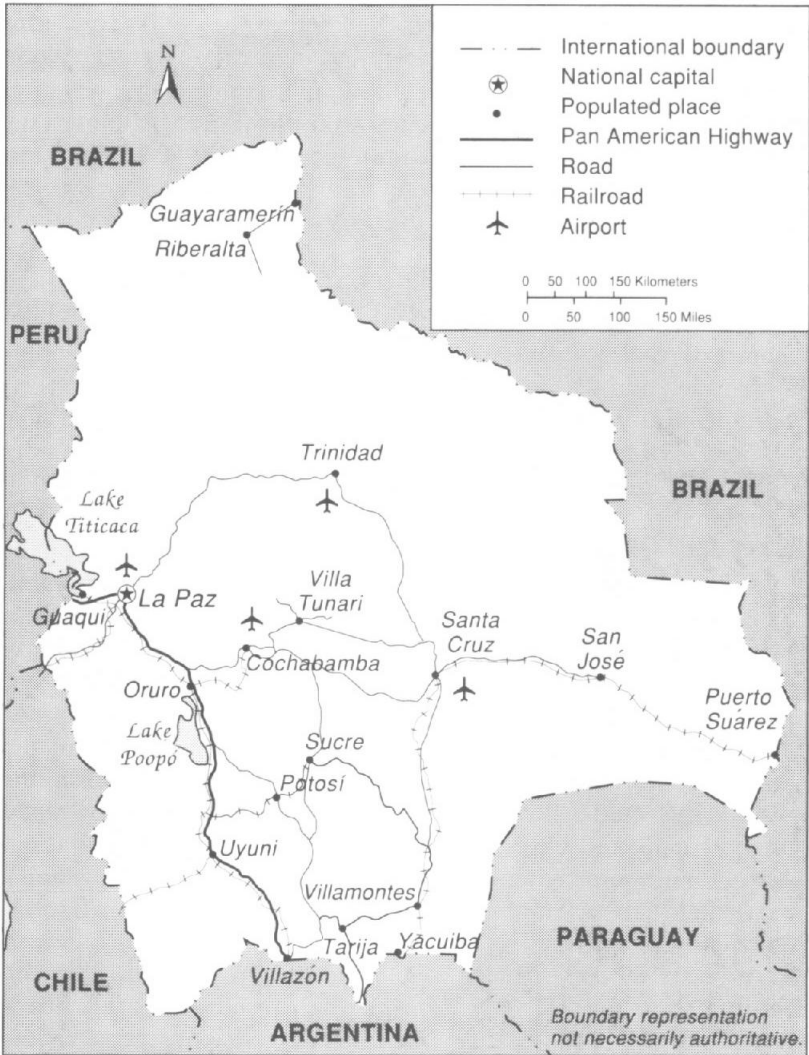 N
International boundary
National capital
Populated place
Pan American Highway
Road
Railroad
Airport
0 50 100 150 Kilometers
0 50 100 150 Miles
BRAZIL
Guayaramerín
Riberalta
PERU
Trinidad
BRAZIL
Lake
Titicaca
Villa
Tunari
La Paz
Guaqui
Santa
Cruz
San
José
Cochabamba
Oruro
Puerto
Suárez
Lake
Poopó
Sucre
Potosí
Uyuni
Villamontes
PARAGUAY
Tarija
Yacuiba
Villazón
CHILE
ARGENTINA
Boundary representation
not necessarily authoritative.